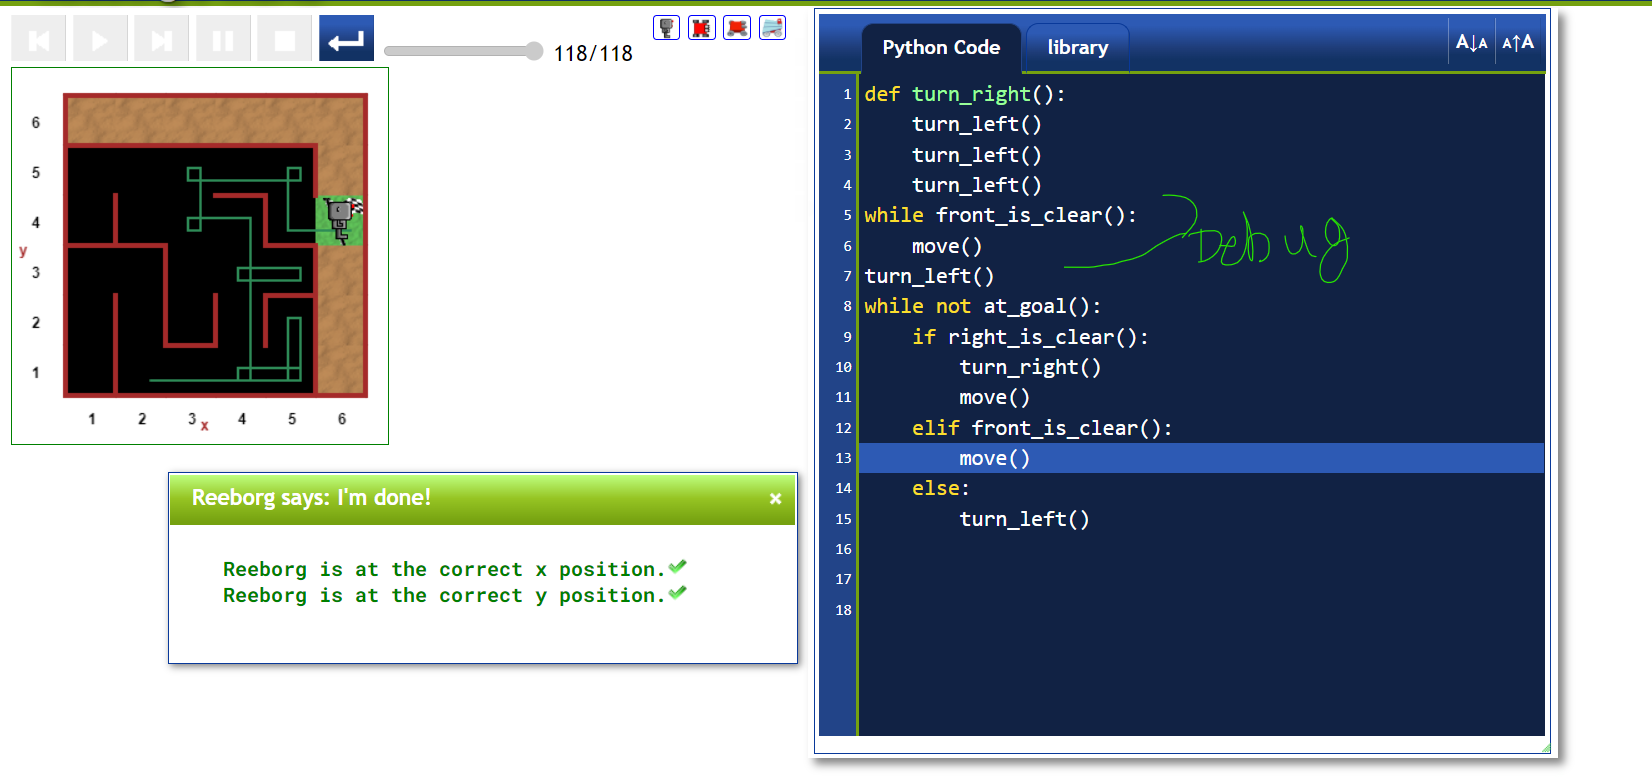 118/118
Python Code
library
A↓A
A↑A
6
5
4
y
3
2
1
1 2 3 x 4 5 6
1 def turn_right():
2 turn_left()
3 turn_left()
4 turn_left()
5 while front_is_clear():
6 move()
7 turn_left()
8 while not at_goal():
9 if right_is_clear():
10 turn_right()
11 move()
12 elif front_is_clear():
13 move()
14 else:
15 turn_left()
16
17
18
Debug
Reeborg says: I'm done!
×
Reeborg is at the correct x position.✔
Reeborg is at the correct y position.✔